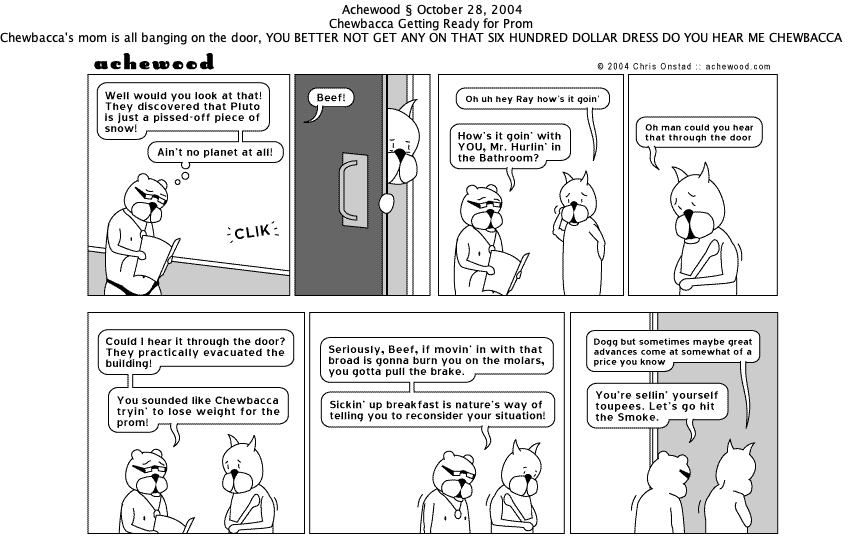 Achewood § October 28, 2004
Chewbacca Getting Ready for Prom
Chewbacca's mom is all banging on the door, YOU BETTER NOT GET ANY ON THAT SIX HUNDRED DOLLAR DRESS DO YOU HEAR ME CHEWBACCA
achewood
© 2004 Chris Onstad :: achewood.com
Well would you look at that!
They discovered that Pluto
is just a pissed-off piece of
snow!
Ain't no planet at all!
CLIK
Beef!
Oh uh hey Ray how's it goin'
How's it goin' with
YOU, Mr. Hurlin' in
the Bathroom?
Oh man could you hear
that through the door
Could I hear it through the door?
They practically evacuated the
building!
You sounded like Chewbacca
tryin' to lose weight for the
prom!
Seriously, Beef, if movin' in with that
broad is gonna burn you on the molars,
you gotta pull the brake.
Sickin' up breakfast is nature's way of
telling you to reconsider your situation!
Dogg but sometimes maybe great
advances come at somewhat of a
price you know
You're sellin' yourself
toupees. Let's go hit
the Smoke.